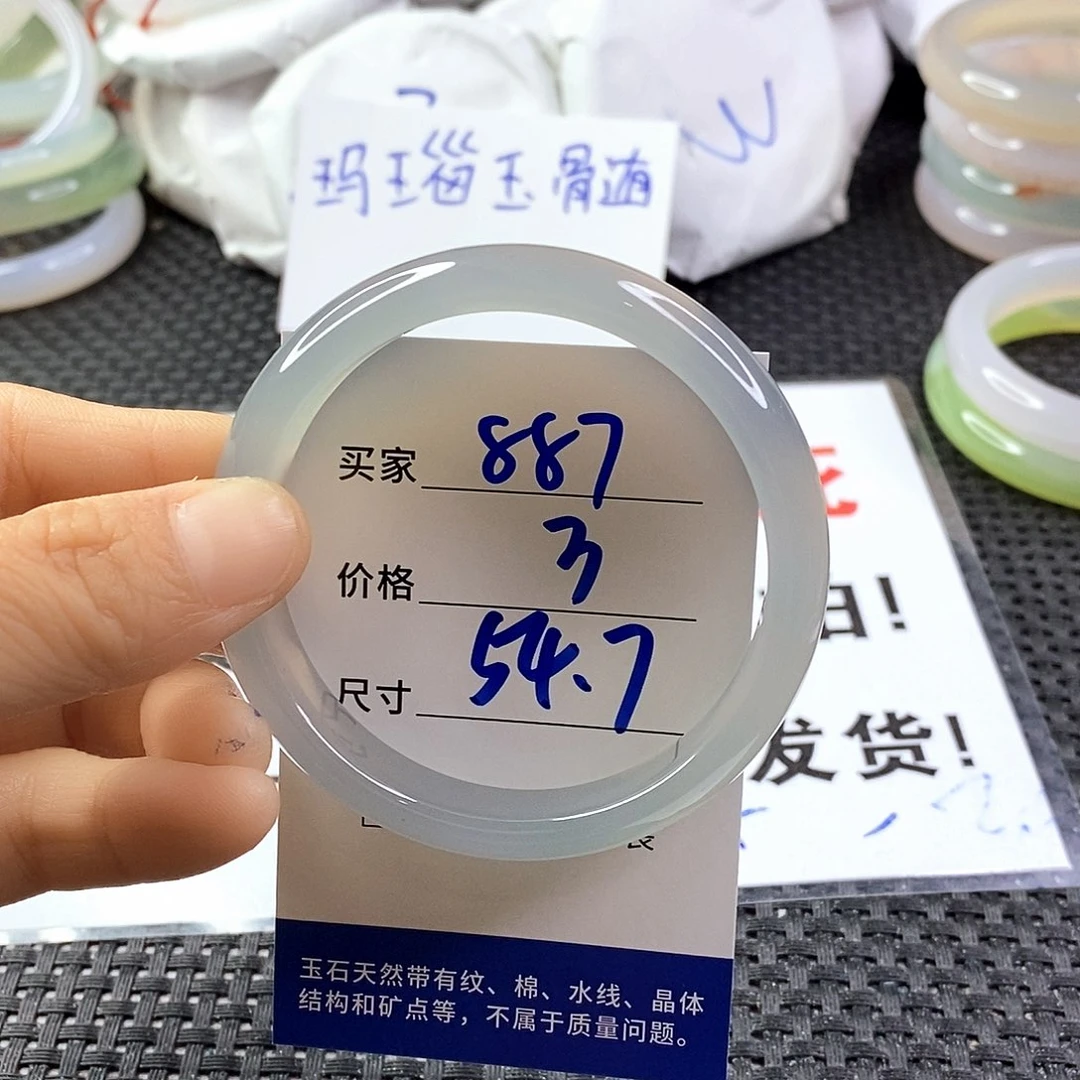 玛瑙玉骨髓
买家 887
价格 3
尺寸 54.7
发货!
玉石天然带有纹、棉、水线、晶体
结构和矿点等，不属于质量问题。